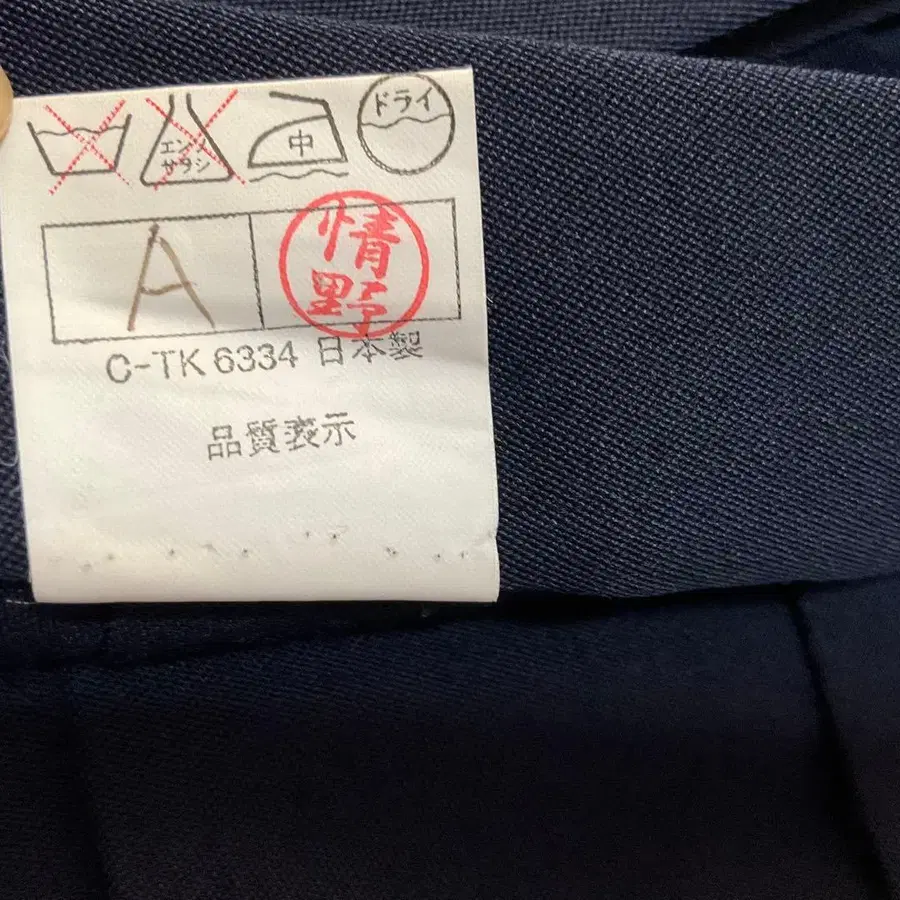 エンソ
サラシ
中
ドライ
A
情野
C-TK 6334 日本製
品質表示